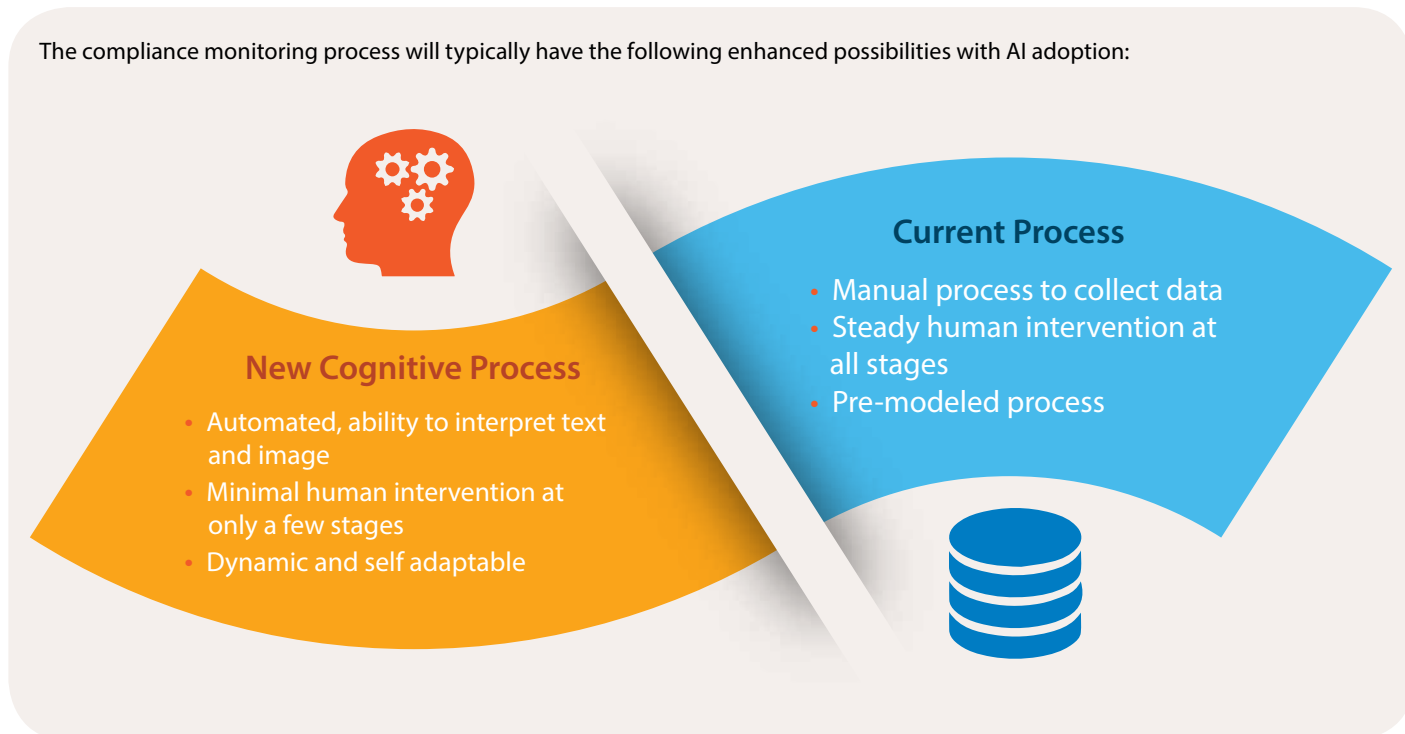 The compliance monitoring process will typically have the following enhanced possibilities with AI adoption:
New Cognitive Process
• Automated, ability to interpret text
and image
• Minimal human intervention at
only a few stages
• Dynamic and self adaptable
Current Process
• Manual process to collect data
• Steady human intervention at
all stages
• Pre-modeled process